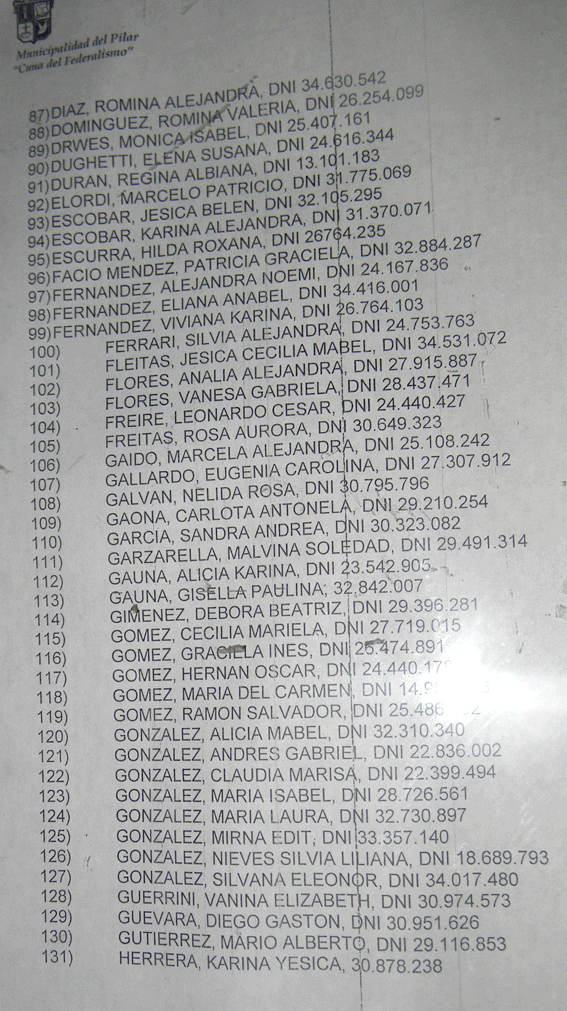 Municipalidad del Pilar
"Cuna del Federalismo"
87)DIAZ, ROMINA ALEJANDRA, DNI 34.630.542
88)DOMINGUEZ, ROMINA VALERIA, DNI 26.254.099
89)DRWES, MONICA ISABEL, DNI 25.407.161
90)DUGHETTI, ELENA SUSANA, DNI 24.616.344
91)DURAN, REGINA ALBIANA, DNI 13.101.183
92)ELORDI, MARCELO PATRICIO, DNI 31.775.069
93)ESCOBAR, JESICA BELEN, DNI 32.105.295
94)ESCOBAR, KARINA ALEJANDRA, DNI 31.370.071
95)ESCURRA, HILDA ROXANA, DNI 26764.235
96)FACIO MENDEZ, PATRICIA GRACIELA, DNI 32.884.287
97)FERNANDEZ, ALEJANDRA NOEMI, DNI 24.167.836
98)FERNANDEZ, ELIANA ANABEL, DNI 34.416.001
99)FERNANDEZ, VIVIANA KARINA, DNI 26.764.103
100) FERRARI, SILVIA ALEJANDRA, DNI 24.753.763
101) FLEITAS, JESICA CECILIA MABEL, DNI 34.531.072
102) FLORES, ANALIA ALEJANDRA, DNI 27.915.887
103) FLORES, VANESA GABRIELA, DNI 28.437.471
104) FREIRE, LEONARDO CESAR, DNI 24.440.427
105) FREITAS, ROSA AURORA, DNI 30.649.323
106) GAIDO, MARCELA ALEJANDRA, DNI 25.108.242
107) GALLARDO, EUGENIA CAROLINA, DNI 27.307.912
108) GALVAN, NELIDA ROSA, DNI 30.795.796
109) GAONA, CARLOTA ANTONELA, DNI 29.210.254
110) GARCIA, SANDRA ANDREA, DNI 30.323.082
111) GARZARELLA, MALVINA SOLEDAD, DNI 29.491.314
112) GAUNA, ALICIA KARINA, DNI 23.542.905
113) GAUNA, GISELLA PAULINA, 32.842.007
114) GIMENEZ, DEBORA BEATRIZ, DNI 29.396.281
115) GOMEZ, CECILIA MARIELA, DNI 27.719.015
116) GOMEZ, GRACIELA INES, DNI 26.474.891
117) GOMEZ, HERNAN OSCAR, DNI
118) GOMEZ, MARIA DEL CARMEN, DNI
119) GOMEZ, RAMON SALVADOR, DNI
120) GONZALEZ, ALICIA MABEL, DNI 32.310.340
121) GONZALEZ, ANDRES GABRIEL, DNI 22.836.002
122) GONZALEZ, CLAUDIA MARISA, DNI 22.399.494
123) GONZALEZ, MARIA ISABEL, DNI 28.726.561
124) GONZALEZ, MARIA LAURA, DNI 32.730.897
125) GONZALEZ, MIRNA EDIT, DNI 33.357.140
126) GONZALEZ, NIEVES SILVIA LILIANA, DNI 18.689.793
127) GONZALEZ, SILVANA ELEONOR, DNI 34.017.480
128) GUERRINI, VANINA ELIZABETH, DNI 30.974.573
129) GUEVARA, DIEGO GASTON, DNI 30.951.626
130) GUTIERREZ, MARIO ALBERTO, DNI 29.116.853
131) HERRERA, KARINA YESICA, 30.878.238